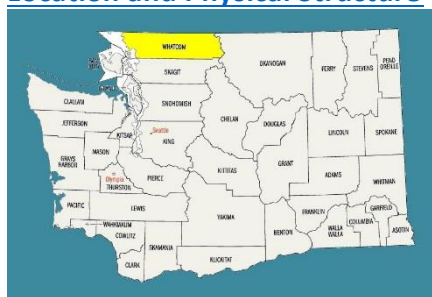 Location and Physical Structure
WHATCOM
SKAGIT
OKANOGAN
FERRY
STEVENS
PEND
OREILLE
CLALLAM
SNOHOMISH
CHELAN
JEFFERSON
DOUGLAS
KITSAP
Seattle
KING
LINCOLN
SPOKANE
GRAYS
HARBOR
MASON
GRANT
Olympia
THURSTON
PIERCE
KITTITAS
ADAMS
WHITMAN
PACIFIC
LEWIS
YAKIMA
FRANKLIN
GARFIELD
WAHKIAKUM
COWLITZ
BENTON
WALLA
WALLA
COLUMBIA
ASOTIN
SKAMANIA
CLARK
KLICKITAT